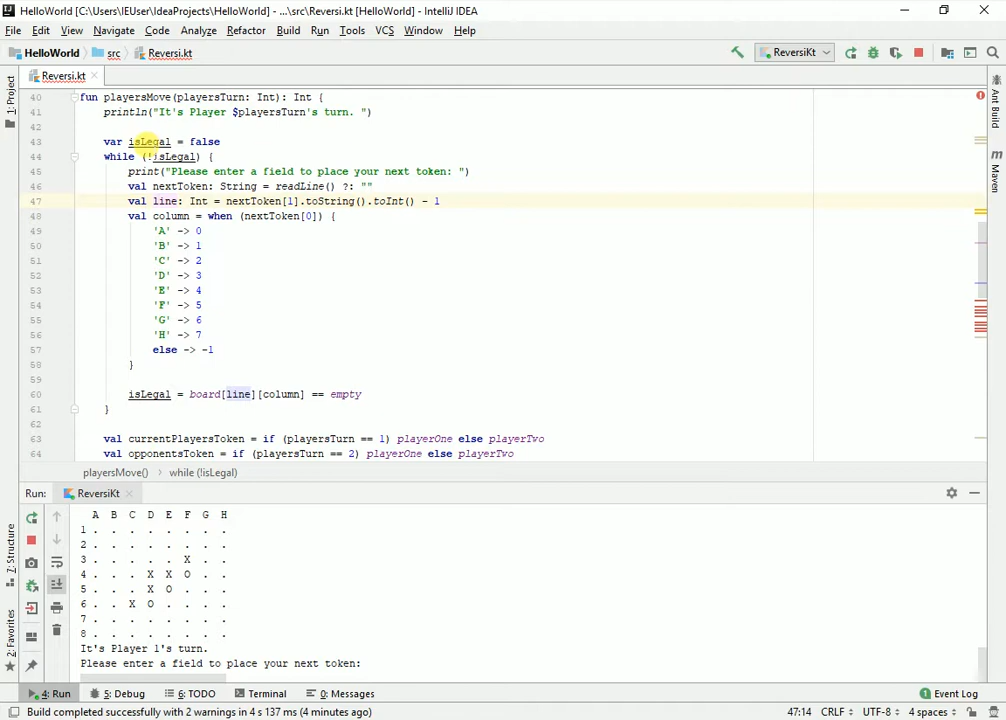 HelloWorld [C:\Users\IEUser\IdeaProjects\HelloWorld] - ...\src\Reversi.kt [HelloWorld] - IntelliJ IDEA
File Edit View Navigate Code Analyze Refactor Build Run Tools VCS Window Help
HelloWorld src Reversi.kt ReversiKt
Reversi.kt
1: Project
Ant Build
Maven
40 fun playersMove(playersTurn: Int): Int {
41 println("It's Player $playersTurn's turn. ")
42
43 var isLegal = false
44 while (!isLegal) {
45 print("Please enter a field to place your next token: ")
46 val nextToken: String = readLine() ?: ""
47 val line: Int = nextToken[1].toString().toInt() - 1
48 val column = when (nextToken[0]) {
49 'A' -> 0
50 'B' -> 1
51 'C' -> 2
52 'D' -> 3
53 'E' -> 4
54 'F' -> 5
55 'G' -> 6
56 'H' -> 7
57 else -> -1
58 }
59
60 isLegal = board[line][column] == empty
61 }
62
63 val currentPlayersToken = if (playersTurn == 1) playerOne else playerTwo
64 val opponentsToken = if (playersTurn == 2) playerOne else playerTwo
playersMove() › while (!isLegal)
Run: ReversiKt
7: Structure
2: Favorites
A B C D E F G H
1 . . . . . . . .
2 . . . . . . . .
3 . . . . . X . .
4 . . . X X O . .
5 . . . X O . . .
6 . . X O . . . .
7 . . . . . . . .
8 . . . . . . . .
It's Player 1's turn.
Please enter a field to place your next token:
4: Run 5: Debug 6: TODO Terminal 0: Messages 1 Event Log
Build completed successfully with 2 warnings in 4 s 137 ms (4 minutes ago) 47:14 CRLF UTF-8 4 spaces